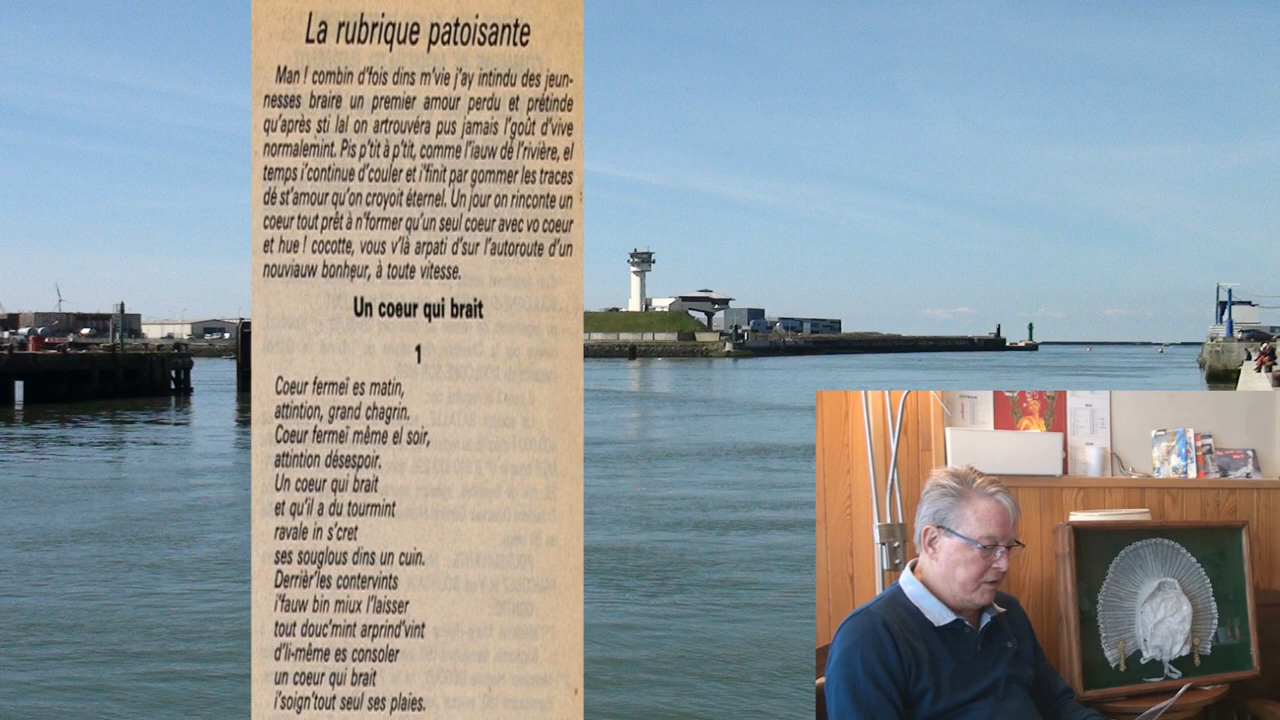 La rubrique patoisante
Man ! combin d'fois dins m'vie j'ay intindu des jeun-
nesses braire un premier amour perdu et prétinde
qu'après sti lal on artrouvéra pus jamais l'goût d'vive
normalemint. Pis p'tit à p'tit, comme l'iauw dé l'rivière, el
temps i'continue d'couler et i'finit par gommer les traces
dé st'amour qu'on croyoit éternel. Un jour on rinconte un
coeur tout prêt à n'former qu'un seul coeur avec vo coeur
et hue ! cocotte, vous v'là arpati d'sur l'autoroute d'un
nouviauw bonheur, à toute vitesse.
Un coeur qui brait
1
Coeur fermeï es matin,
attintion, grand chagrin.
Coeur fermeï même el soir,
attintion désespoir.
Un coeur qui brait
et qu'il a du tourmint
ravale in s'cret
ses souglous dins un cuin.
Derrièr'les contervints
i'fauw bin miux l'laisser
tout douc'mint arprind'vint
d'li-même es consoler
un coeur qui brait
i'soign'tout seul ses plaies.